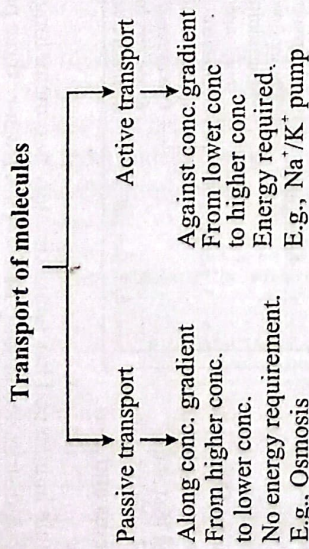 Transport of molecules
Passive transport
Along conc. gradient
From higher conc.
to lower conc.
No energy requirement.
E.g., Osmosis
Active transport
Against conc. gradient
From lower conc
to higher conc
Energy required.
E.g., Na⁺/K⁺ pump